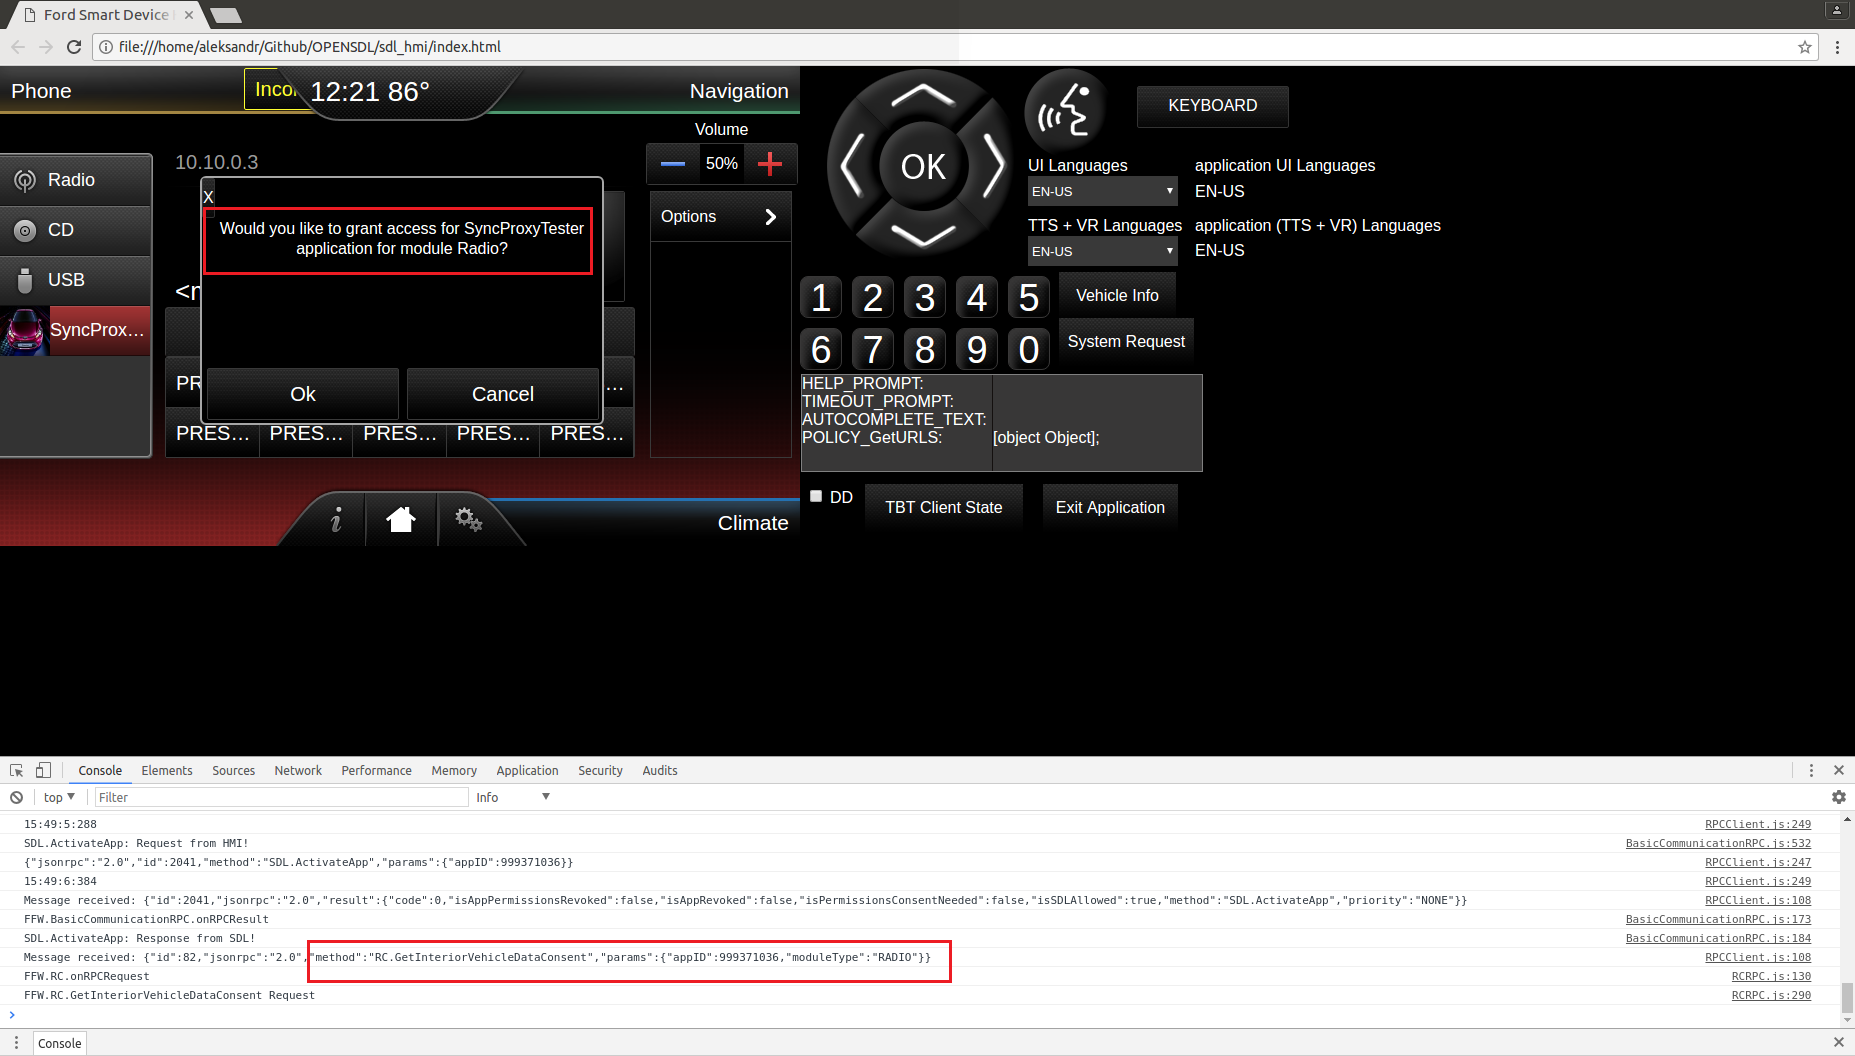 Ford Smart Device
file:///home/aleksandr/Github/OPENSDL/sdl_hmi/index.html
Phone
12:21 86°
Navigation
Volume
50%
10.10.0.3
Radio
CD
USB
SyncProx…
X
Would you like to grant access for SyncProxyTester
application for module Radio?
Ok
Cancel
PRES… PRES… PRES… PRES… PRES…
Options
Climate
OK
KEYBOARD
UI Languages
application UI Languages
EN-US
EN-US
TTS + VR Languages
application (TTS + VR) Languages
EN-US
EN-US
1 2 3 4 5
Vehicle Info
6 7 8 9 0
System Request
HELP_PROMPT:
TIMEOUT_PROMPT:
AUTOCOMPLETE_TEXT:
POLICY_GetURLS: [object Object];
DD
TBT Client State
Exit Application
Console Elements Sources Network Performance Memory Application Security Audits
top
Filter
Info
15:49:5:288 RPCClient.js:249
SDL.ActivateApp: Request from HMI! BasicCommunicationRPC.js:532
{"jsonrpc":"2.0","id":2041,"method":"SDL.ActivateApp","params":{"appID":999371036}} RPCClient.js:247
15:49:6:384 RPCClient.js:249
Message received: {"id":2041,"jsonrpc":"2.0","result":{"code":0,"isAppPermissionsRevoked":false,"isAppRevoked":false,"isPermissionsConsentNeeded":false,"isSDLAllowed":true,"method":"SDL.ActivateApp","priority":"NONE"}} RPCClient.js:108
FFW.BasicCommunicationRPC.onRPCResult BasicCommunicationRPC.js:173
SDL.ActivateApp: Response from SDL! BasicCommunicationRPC.js:184
Message received: {"id":82,"jsonrpc":"2.0","method":"RC.GetInteriorVehicleDataConsent","params":{"appID":999371036,"moduleType":"RADIO"}} RPCClient.js:108
FFW.RC.onRPCRequest RCRPC.js:130
FFW.RC.GetInteriorVehicleDataConsent Request RCRPC.js:290
Console